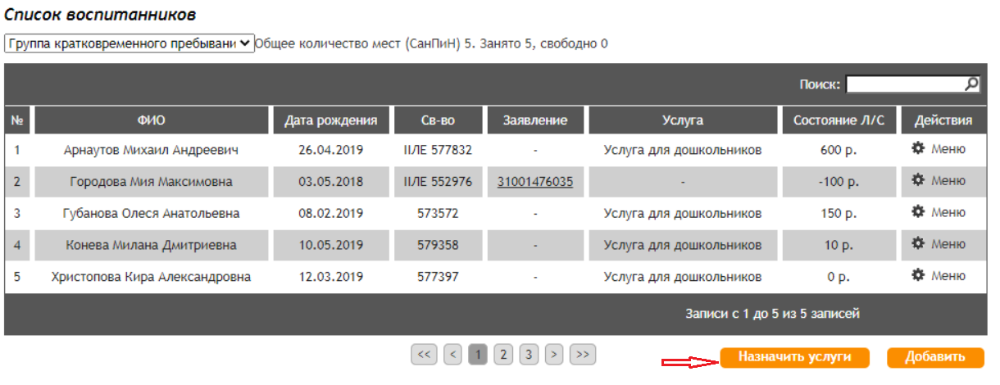 Список воспитанников
Группа кратковременного пребывани Общее количество мест (СанПиН) 5. Занято 5, свободно 0
Поиск:
№ ФИО Дата рождения Св-во Заявление Услуга Состояние Л/С Действия
1 Арнаутов Михаил Андреевич 26.04.2019 IIЛЕ 577832 - Услуга для дошкольников 600 р. Меню
2 Городова Мия Максимовна 03.05.2018 IIЛЕ 552976 31001476035 - -100 р. Меню
3 Губанова Олеся Анатольевна 08.02.2019 573572 - Услуга для дошкольников 150 р. Меню
4 Конева Милана Дмитриевна 10.05.2019 579358 - Услуга для дошкольников 10 р. Меню
5 Христопова Кира Александровна 12.03.2019 577397 - Услуга для дошкольников 0 р. Меню
Записи с 1 до 5 из 5 записей
<< < 1 2 3 > >> Назначить услуги Добавить